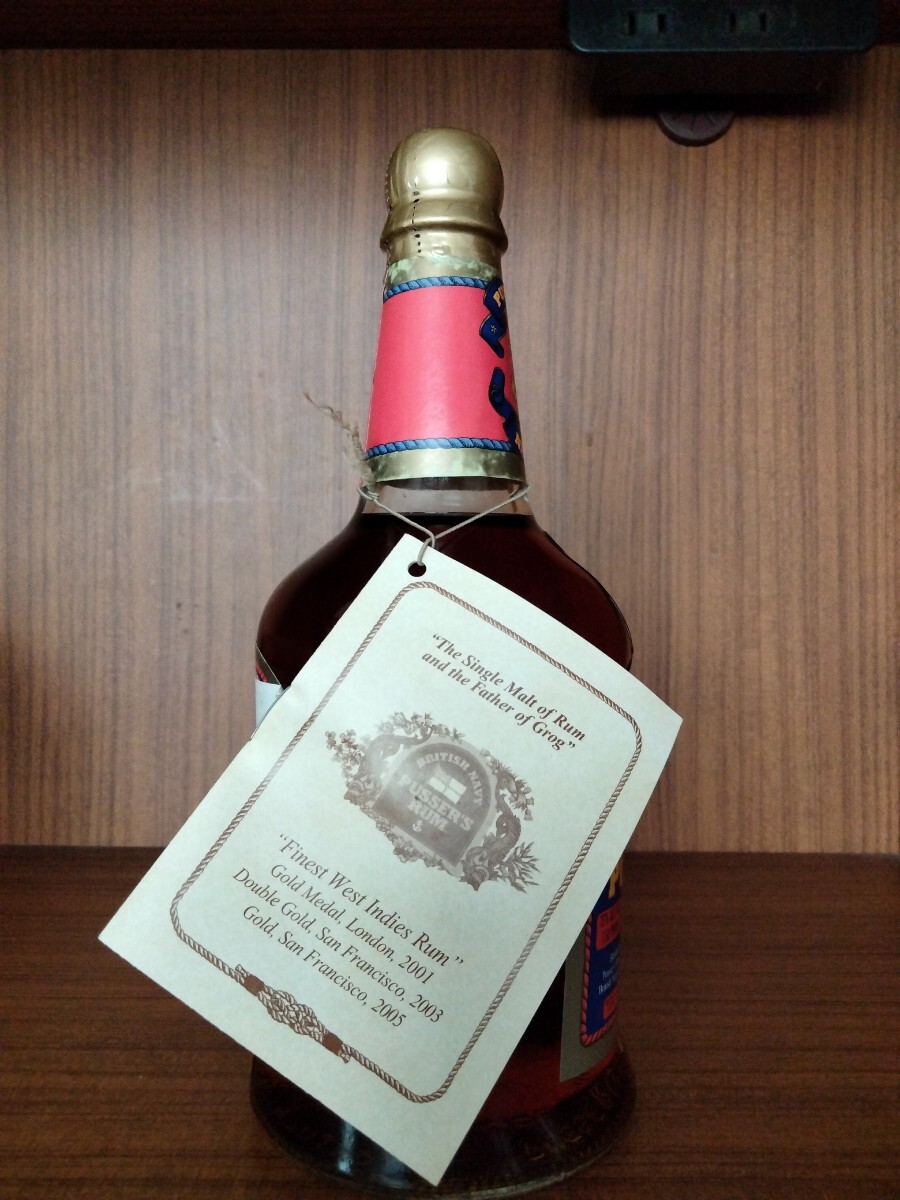 "The Single Malt of Rum
and the Father of Grog"
BRITISH NAVY
USSER'S
RUM
"Finest West Indies Rum"
Gold Medal, London, 2001
Double Gold, San Francisco, 2003
Gold, San Francisco, 2005